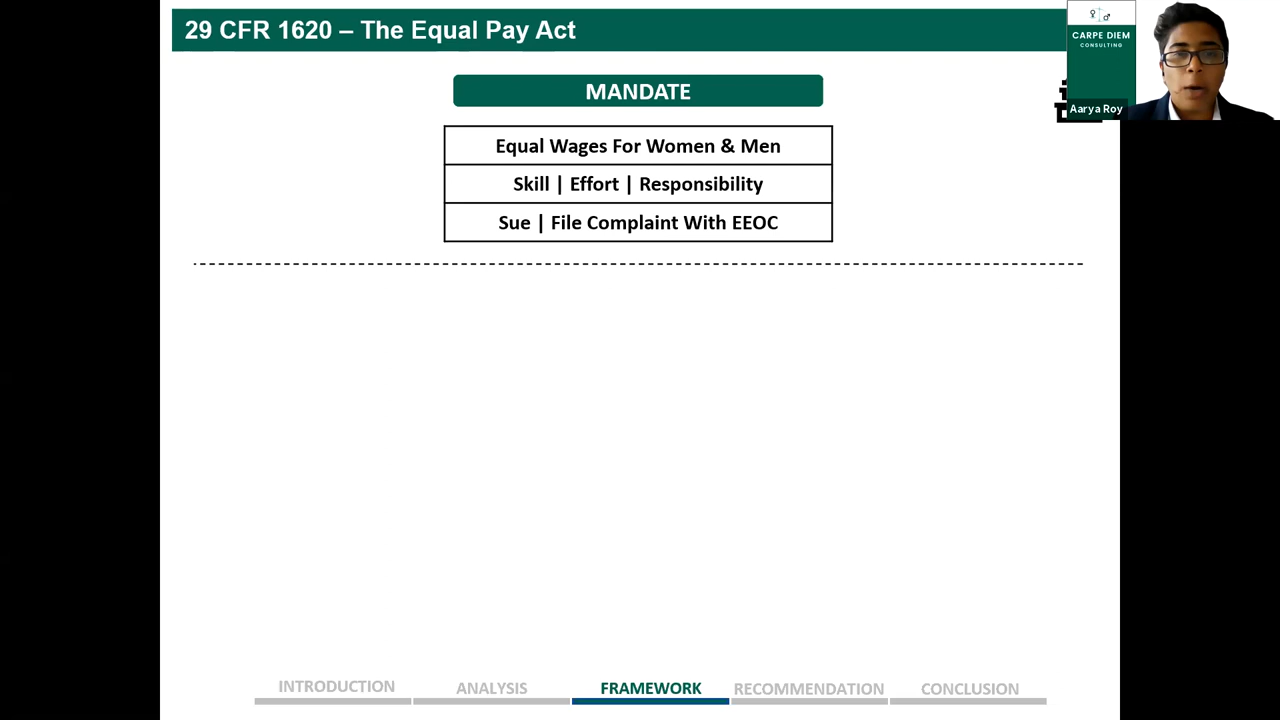 29 CFR 1620 – The Equal Pay Act
CARPE DIEM
CONSULTING
Aarya Roy
MANDATE
Equal Wages For Women & Men
Skill | Effort | Responsibility
Sue | File Complaint With EEOC
INTRODUCTION
ANALYSIS
FRAMEWORK
RECOMMENDATION
CONCLUSION